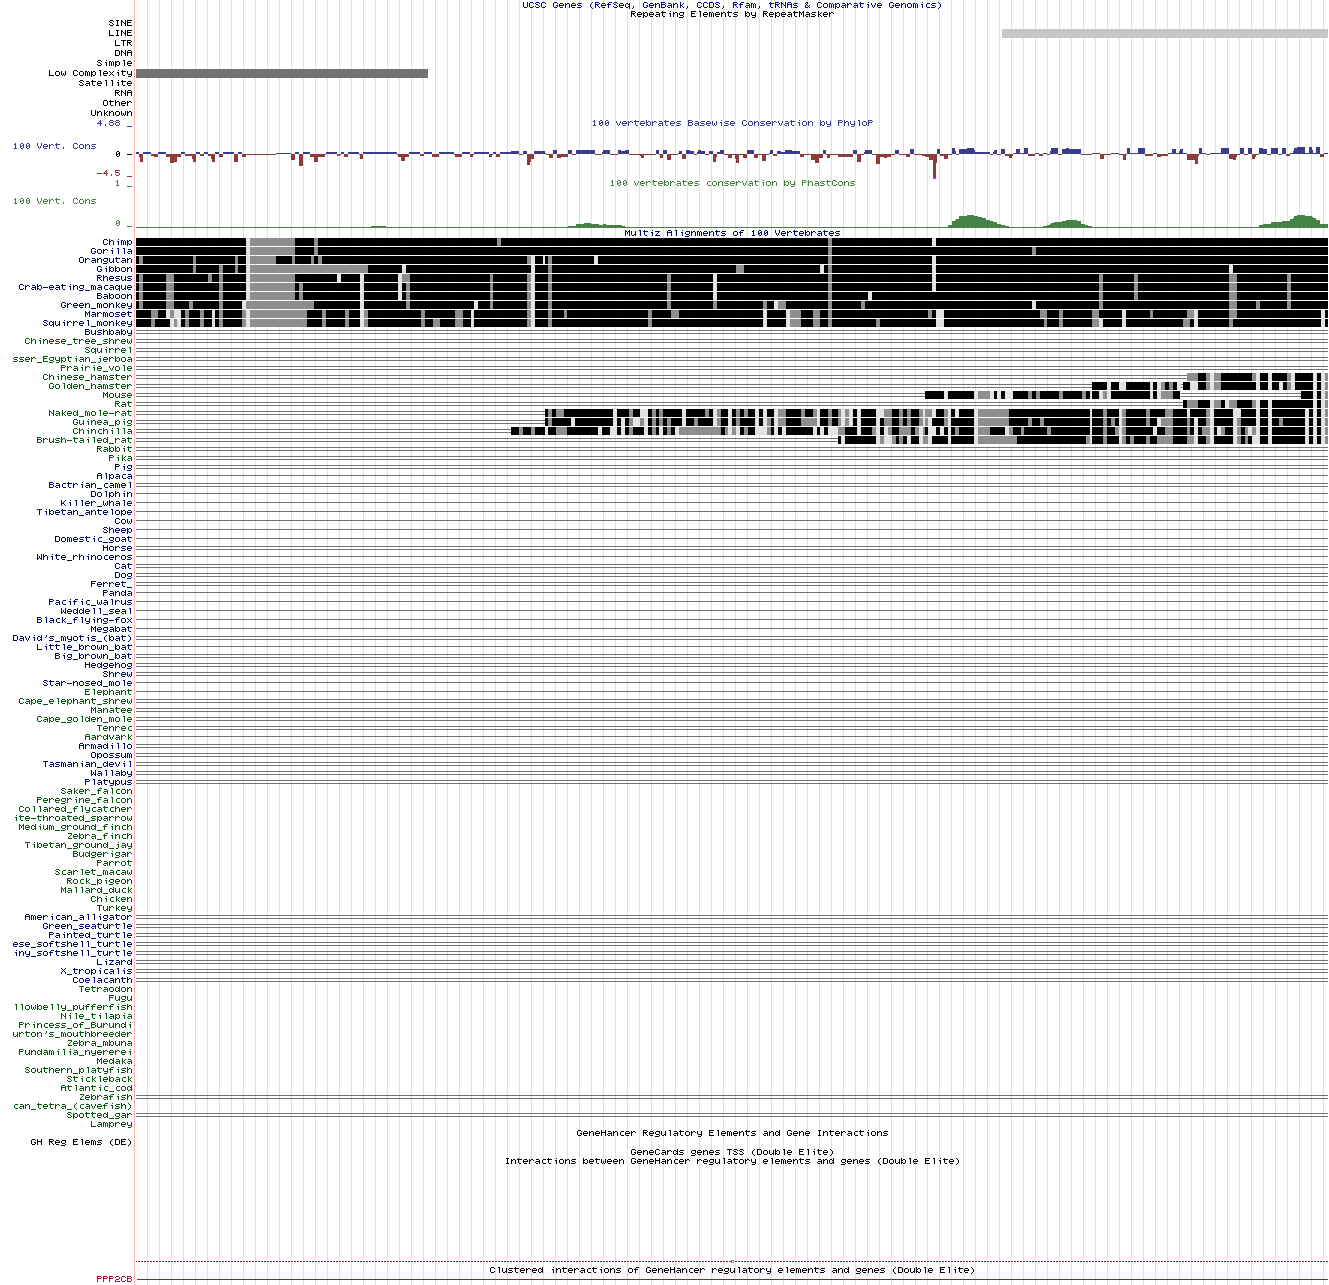 UCSC Genes (RefSeq, GenBank, CCDS, Rfam, tRNAs & Comparative Genomics)
Repeating Elements by RepeatMasker
SINE
LINE
LTR
DNA
Simple
Low Complexity
Satellite
RNA
Other
Unknown
4.88 _
100 vertebrates Basewise Conservation by PhyloP
100 Vert. Cons
0 -
-4.5 _
1 _
100 vertebrates conservation by PhastCons
100 Vert. Cons
0 _
Multiz Alignments of 100 Vertebrates
Chimp
Gorilla
Orangutan
Gibbon
Rhesus
Crab-eating_macaque
Baboon
Green_monkey
Marmoset
Squirrel_monkey
Bushbaby
Chinese_tree_shrew
Squirrel
sser_Egyptian_jerboa
Prairie_vole
Chinese_hamster
Golden_hamster
Mouse
Rat
Naked_mole-rat
Guinea_pig
Chinchilla
Brush-tailed_rat
Rabbit
Pika
Pig
Alpaca
Bactrian_camel
Dolphin
Killer_whale
Tibetan_antelope
Cow
Sheep
Domestic_goat
Horse
White_rhinoceros
Cat
Dog
Ferret_
Panda
Pacific_walrus
Weddell_seal
Black_flying-fox
Megabat
David's_myotis_(bat)
Little_brown_bat
Big_brown_bat
Hedgehog
Shrew
Star-nosed_mole
Elephant
Cape_elephant_shrew
Manatee
Cape_golden_mole
Tenrec
Aardvark
Armadillo
Opossum
Tasmanian_devil
Wallaby
Platypus
Saker_falcon
Peregrine_falcon
Collared_flycatcher
ite-throated_sparrow
Medium_ground_finch
Zebra_finch
Tibetan_ground_jay
Budgerigar
Parrot
Scarlet_macaw
Rock_pigeon
Mallard_duck
Chicken
Turkey
American_alligator
Green_seaturtle
Painted_turtle
ese_softshell_turtle
iny_softshell_turtle
Lizard
X_tropicalis
Coelacanth
Tetraodon
Fugu
llowbelly_pufferfish
Nile_tilapia
Princess_of_Burundi
urton's_mouthbreeder
Zebra_mbuna
Pundamilia_nyererei
Medaka
Southern_platyfish
Stickleback
Atlantic_cod
Zebrafish
can_tetra_(cavefish)
Spotted_gar
Lamprey
GeneHancer Regulatory Elements and Gene Interactions
GH Reg Elems (DE)
GeneCards genes TSS (Double Elite)
Interactions between GeneHancer regulatory elements and genes (Double Elite)
Clustered interactions of GeneHancer regulatory elements and genes (Double Elite)
PPP2CB